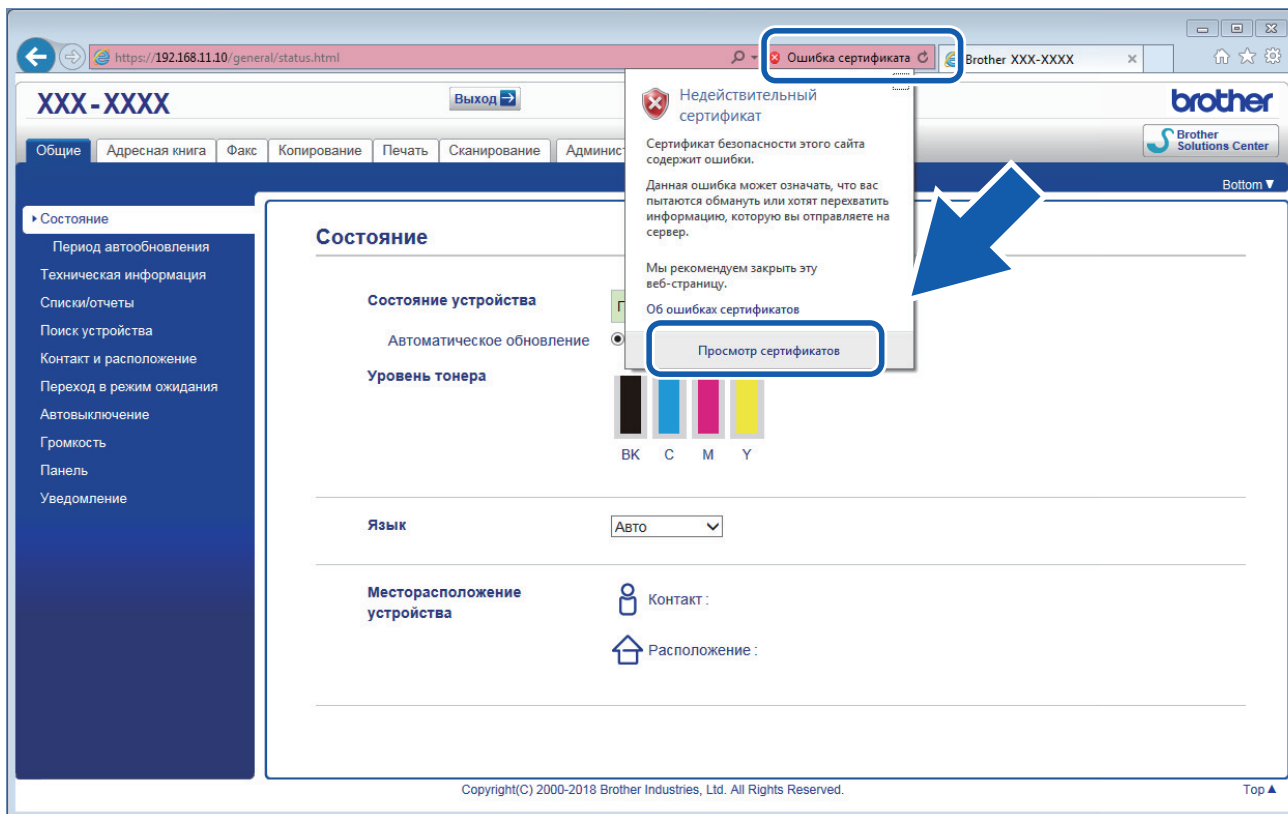 https://192.168.11.10/general/status.html
Ошибка сертификата
Brother XXX-XXXX
XXX-XXXX
Выход
brother
Brother
Solutions Center
Общие
Адресная книга
Факс
Копирование
Печать
Сканирование
Админис
Bottom▼
Недействительный
сертификат
Сертификат безопасности этого сайта
содержит ошибки.
Данная ошибка может означать, что вас
пытаются обмануть или хотят перехватить
информацию, которую вы отправляете на
сервер.
Мы рекомендуем закрыть эту
веб-страницу.
Об ошибках сертификатов
Просмотр сертификатов
Состояние
Период автообновления
Техническая информация
Списки/отчеты
Поиск устройства
Контакт и расположение
Переход в режим ожидания
Автовыключение
Громкость
Панель
Уведомление
Состояние
Состояние устройства
Автоматическое обновление
Уровень тонера
BK C M Y
Язык
Авто
Месторасположение
устройства
Контакт :
Расположение :
Copyright(C) 2000-2018 Brother Industries, Ltd. All Rights Reserved.
Top▲